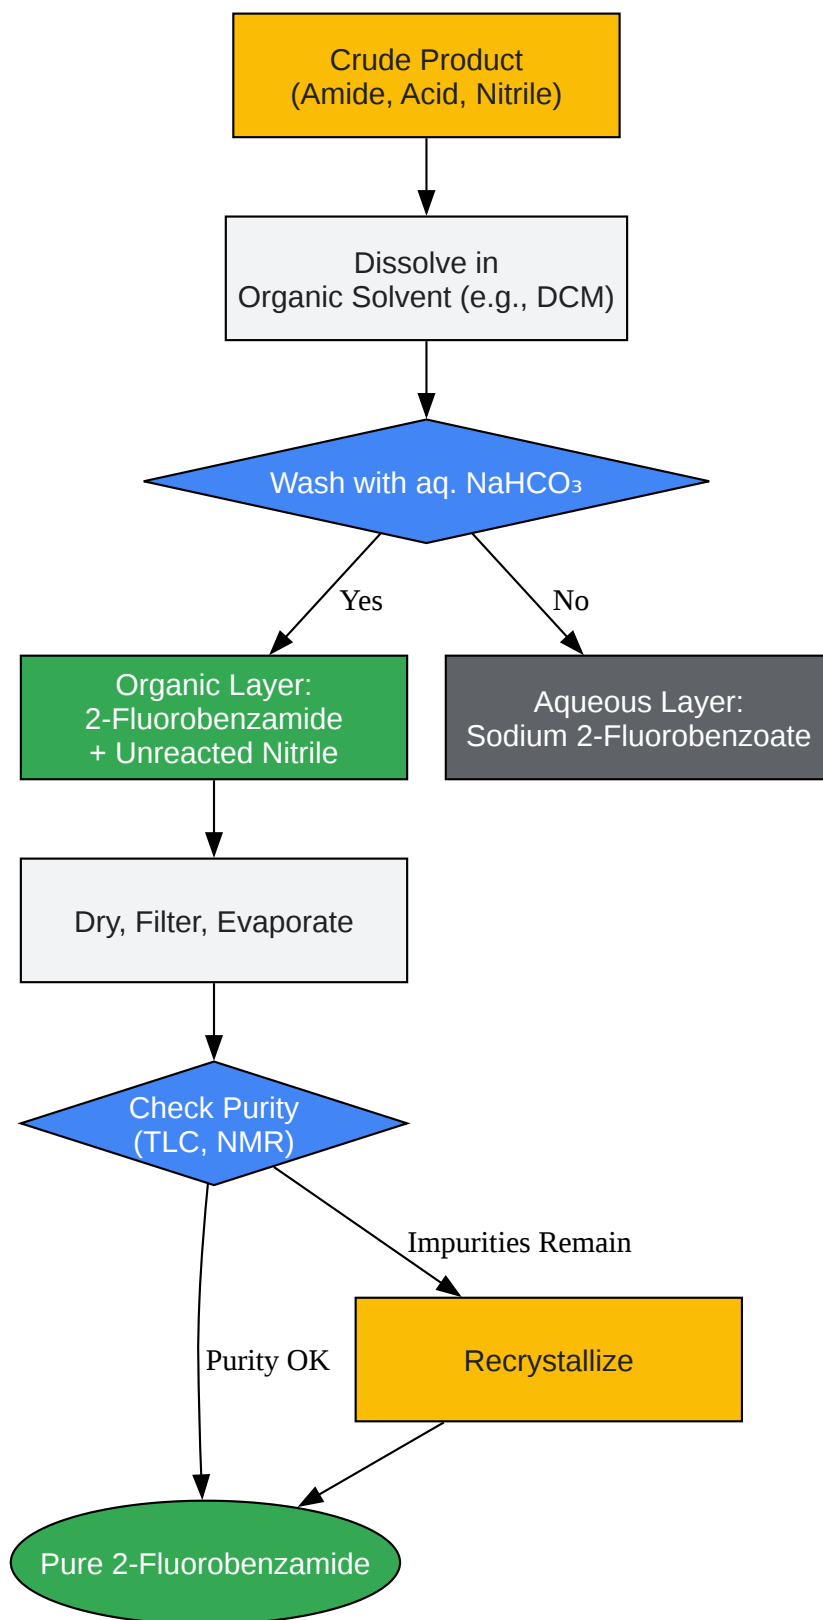 Crude Product
(Amide, Acid, Nitrile)
Dissolve in
Organic Solvent (e.g., DCM)
Wash with aq. NaHCO₃
Yes
No
Organic Layer:
2-Fluorobenzamide
+ Unreacted Nitrile
Aqueous Layer:
Sodium 2-Fluorobenzoate
Dry, Filter, Evaporate
Check Purity
(TLC, NMR)
Impurities Remain
Purity OK
Recrystallize
Pure 2-Fluorobenzamide